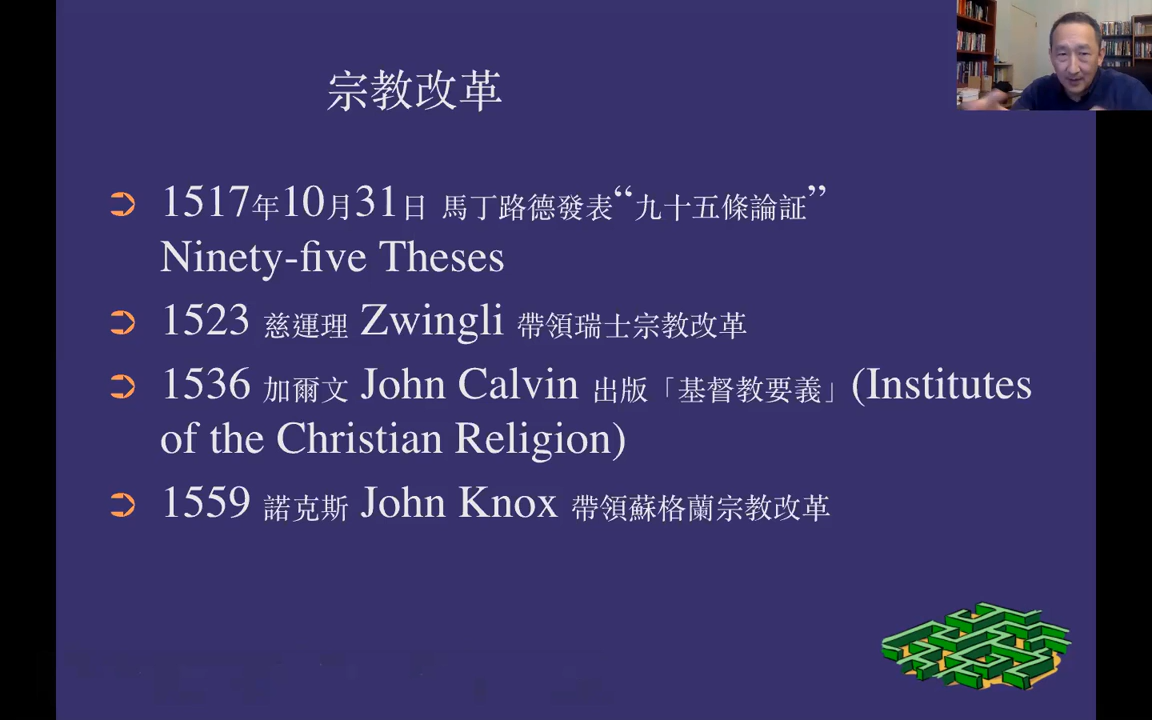 宗教改革
1517年10月31日 馬丁路德發表“九十五條論証”
Ninety-five Theses
1523 慈運理 Zwingli 帶領瑞士宗教改革
1536 加爾文 John Calvin 出版「基督教要義」(Institutes
of the Christian Religion)
1559 諾克斯 John Knox 帶領蘇格蘭宗教改革